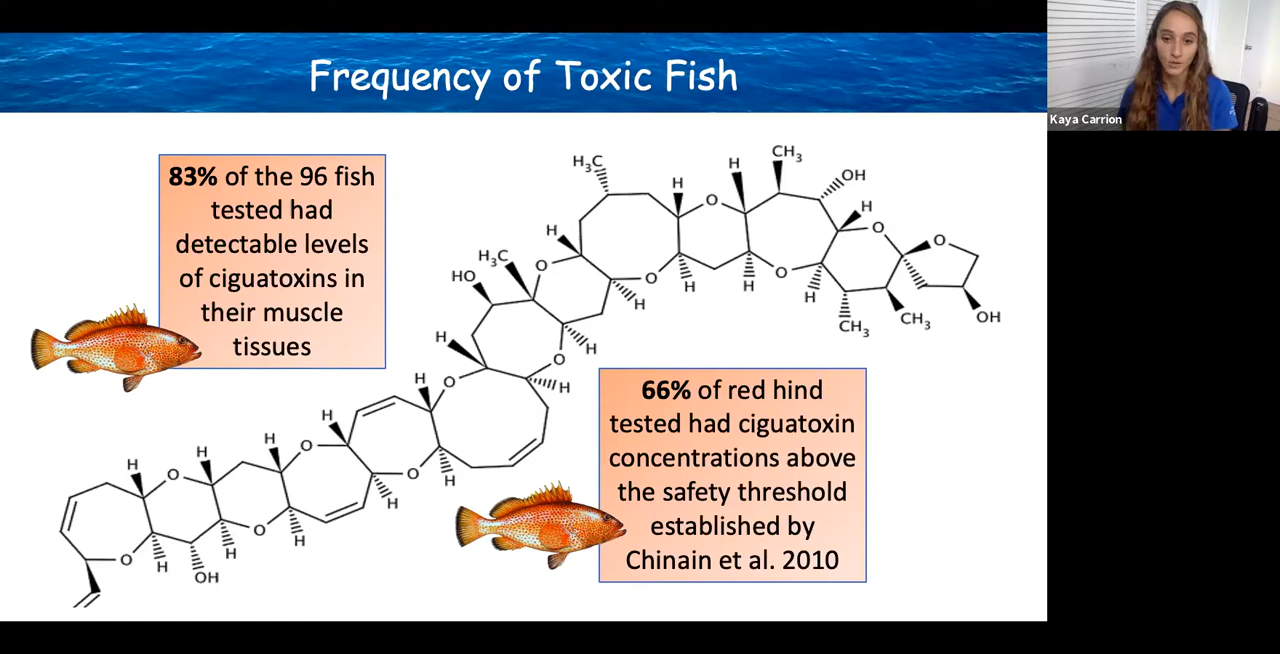 Frequency of Toxic Fish
Kaya Carrion
83% of the 96 fish
tested had
detectable levels
of ciguatoxins in
their muscle
tissues
66% of red hind
tested had ciguatoxin
concentrations above
the safety threshold
established by
Chinain et al. 2010
H₃C
H
H
CH₃
OH
H
O
H
O
O
H₃C
O
HO
O
H
H
O
H
H
CH₃
CH₃
OH
H
H
O
H
H
O
H
H
O
H
H
O
O
H
H
O
H
O
H
H
OH